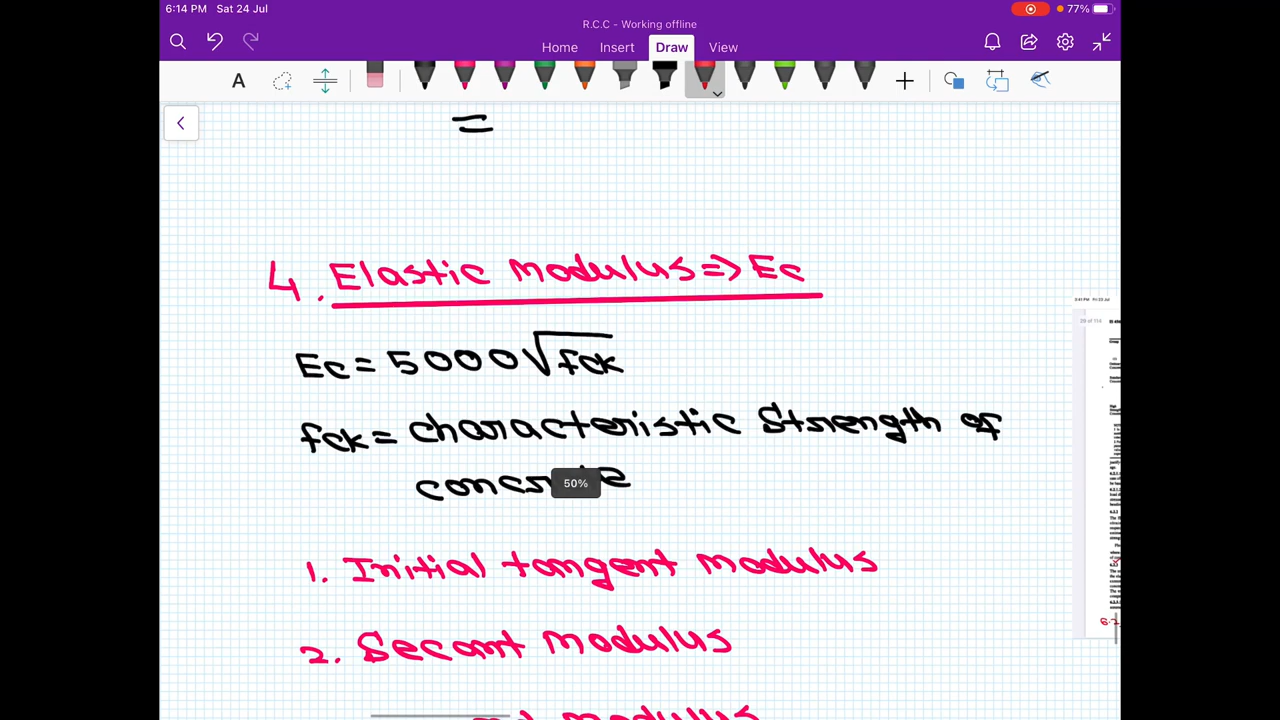 6:14 PM Sat 24 Jul
77%
R.C.C - Working offline
Home Insert Draw View
A
=
4. Elastic Modulus => Ec
Ec = 5000√fck
fck = characteristic Strength of
50%
1. Initial tangent modulus
2. Secant Modulus
modulus